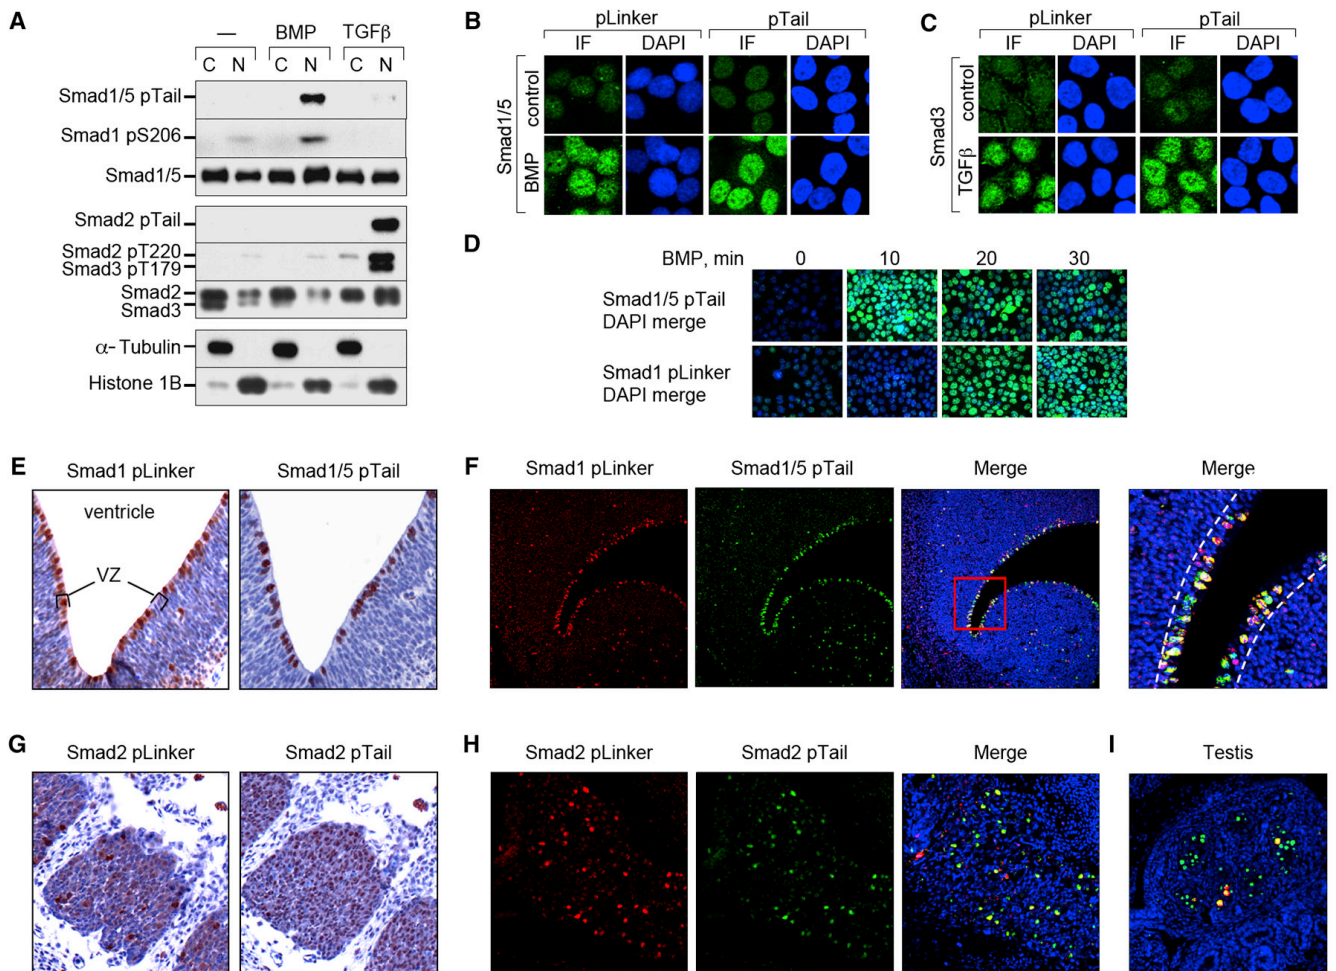 A
— BMP TGFβ
C N C N C N
Smad1/5 pTail
Smad1 pS206
Smad1/5
Smad2 pTail
Smad2 pT220
Smad3 pT179
Smad2
Smad3
α- Tubulin
Histone 1B
B
pLinker pTail
IF DAPI IF DAPI
Smad1/5
control
BMP
C
pLinker pTail
IF DAPI IF DAPI
Smad3
control
TGFβ
D
BMP, min 0 10 20 30
Smad1/5 pTail
DAPI merge
Smad1 pLinker
DAPI merge
E
Smad1 pLinker Smad1/5 pTail
ventricle
VZ
F
Smad1 pLinker Smad1/5 pTail Merge Merge
G
Smad2 pLinker Smad2 pTail
H
Smad2 pLinker Smad2 pTail Merge
I
Testis